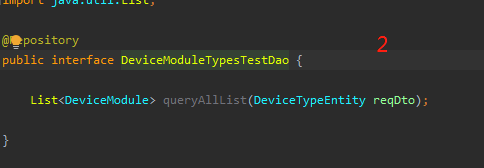 import java.util.List;
@Repository
2
public interface DeviceModuleTypesTestDao {
List<DeviceModule> queryAllList(DeviceTypeEntity reqDto);
}